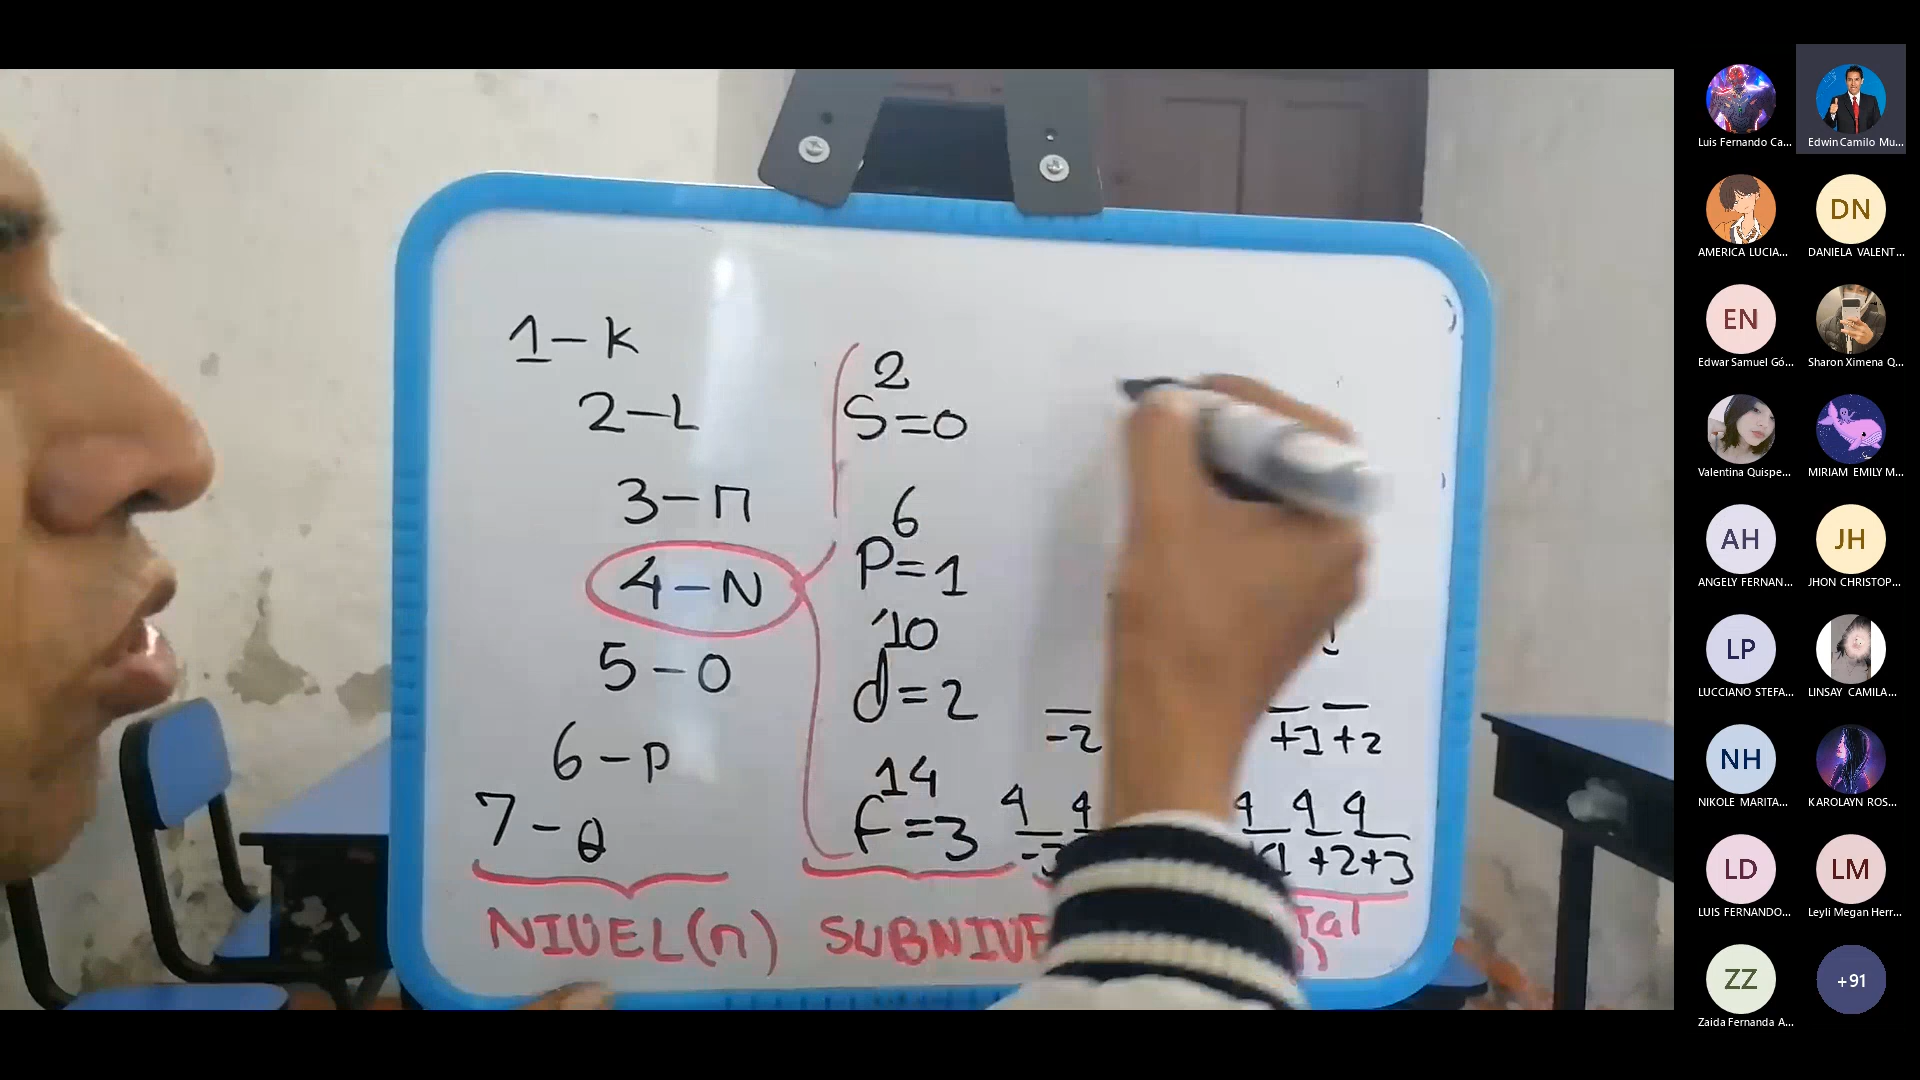 1-K
2-L
3-M
4-N
5-O
6-P
7-Q
NIVEL(n)
2
S=0
6
P=1
10
d=2
14
F=3
SUBNIVE
-2
+1 +2
+2+3
Luis Fernando Ca...
Edwin Camilo Mu...
AMERICA LUCIA...
DN
DANIELA VALENT...
EN
Edwar Samuel Gó...
Sharon Ximena Q...
Valentina Quispe...
MIRIAM EMILY M...
AH
ANGELY FERNAN...
JH
JHON CHRISTOP...
LP
LUCCIANO STEFA...
LINSAY CAMILA...
NH
NIKOLE MARITA...
KAROLAYN ROS...
LD
LUIS FERNANDO...
LM
Leyli Megan Herr...
ZZ
Zaida Fernanda A...
+91